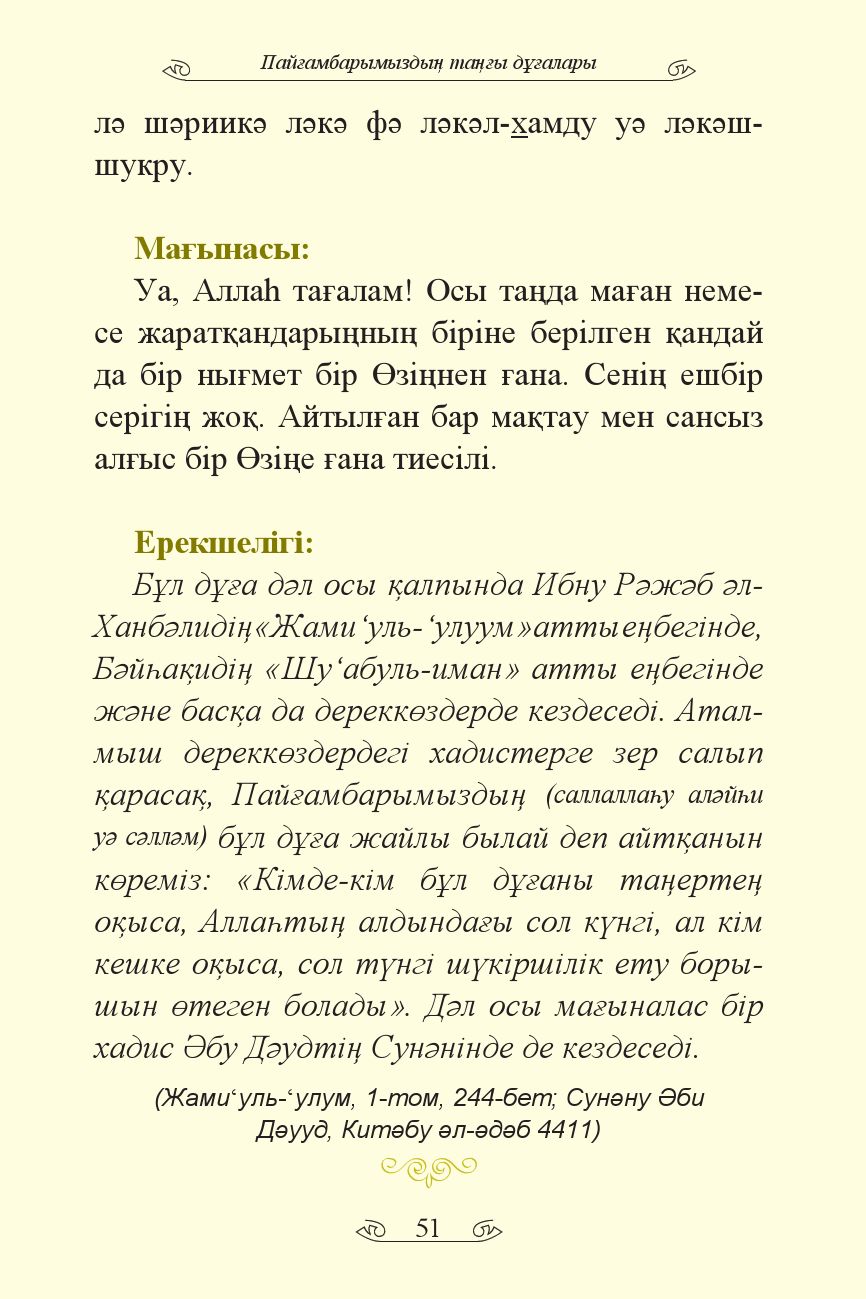 Пайғамбарымыздың таңғы дұғалары
лә шәриикә ләкә фә ләкәл-хамду уә ләкәш-
шукру.
Мағынасы:
Уа, Аллаһ тағалам! Осы таңда маған неме-
се жаратқандарыңның біріне берілген қандай
да бір нығмет бір Өзіңнен ғана. Сенің ешбір
серігің жоқ. Айтылған бар мақтау мен сансыз
алғыс бір Өзіңе ғана тиесілі.
Ерекшелігі:
Бұл дұға дәл осы қалпында Ибну Рәжәб әл-
Ханбәлидің «Жами‘уль-‘улуум» атты еңбегінде,
Бәйһақидің «Шу‘абуль-иман» атты еңбегінде
және басқа да дереккөздерде кездеседі. Атал-
мыш дереккөздердегі хадистерге зер салып
қарасақ, Пайғамбарымыздың (саллаллаһу аләйһи
уә сәлләм) бұл дұға жайлы былай деп айтқанын
көреміз: «Кімде-кім бұл дұғаны таңертең
оқыса, Аллаһтың алдындағы сол күнгі, ал кім
кешке оқыса, сол түнгі шүкіршілік ету боры-
шын өтеген болады». Дәл осы мағыналас бір
хадис Әбу Дәудтің Сунәнінде де кездеседі.
(Жами‘уль-‘улум, 1-том, 244-бет; Сунәну Әби
Дәууд, Китәбу әл-әдәб 4411)
51